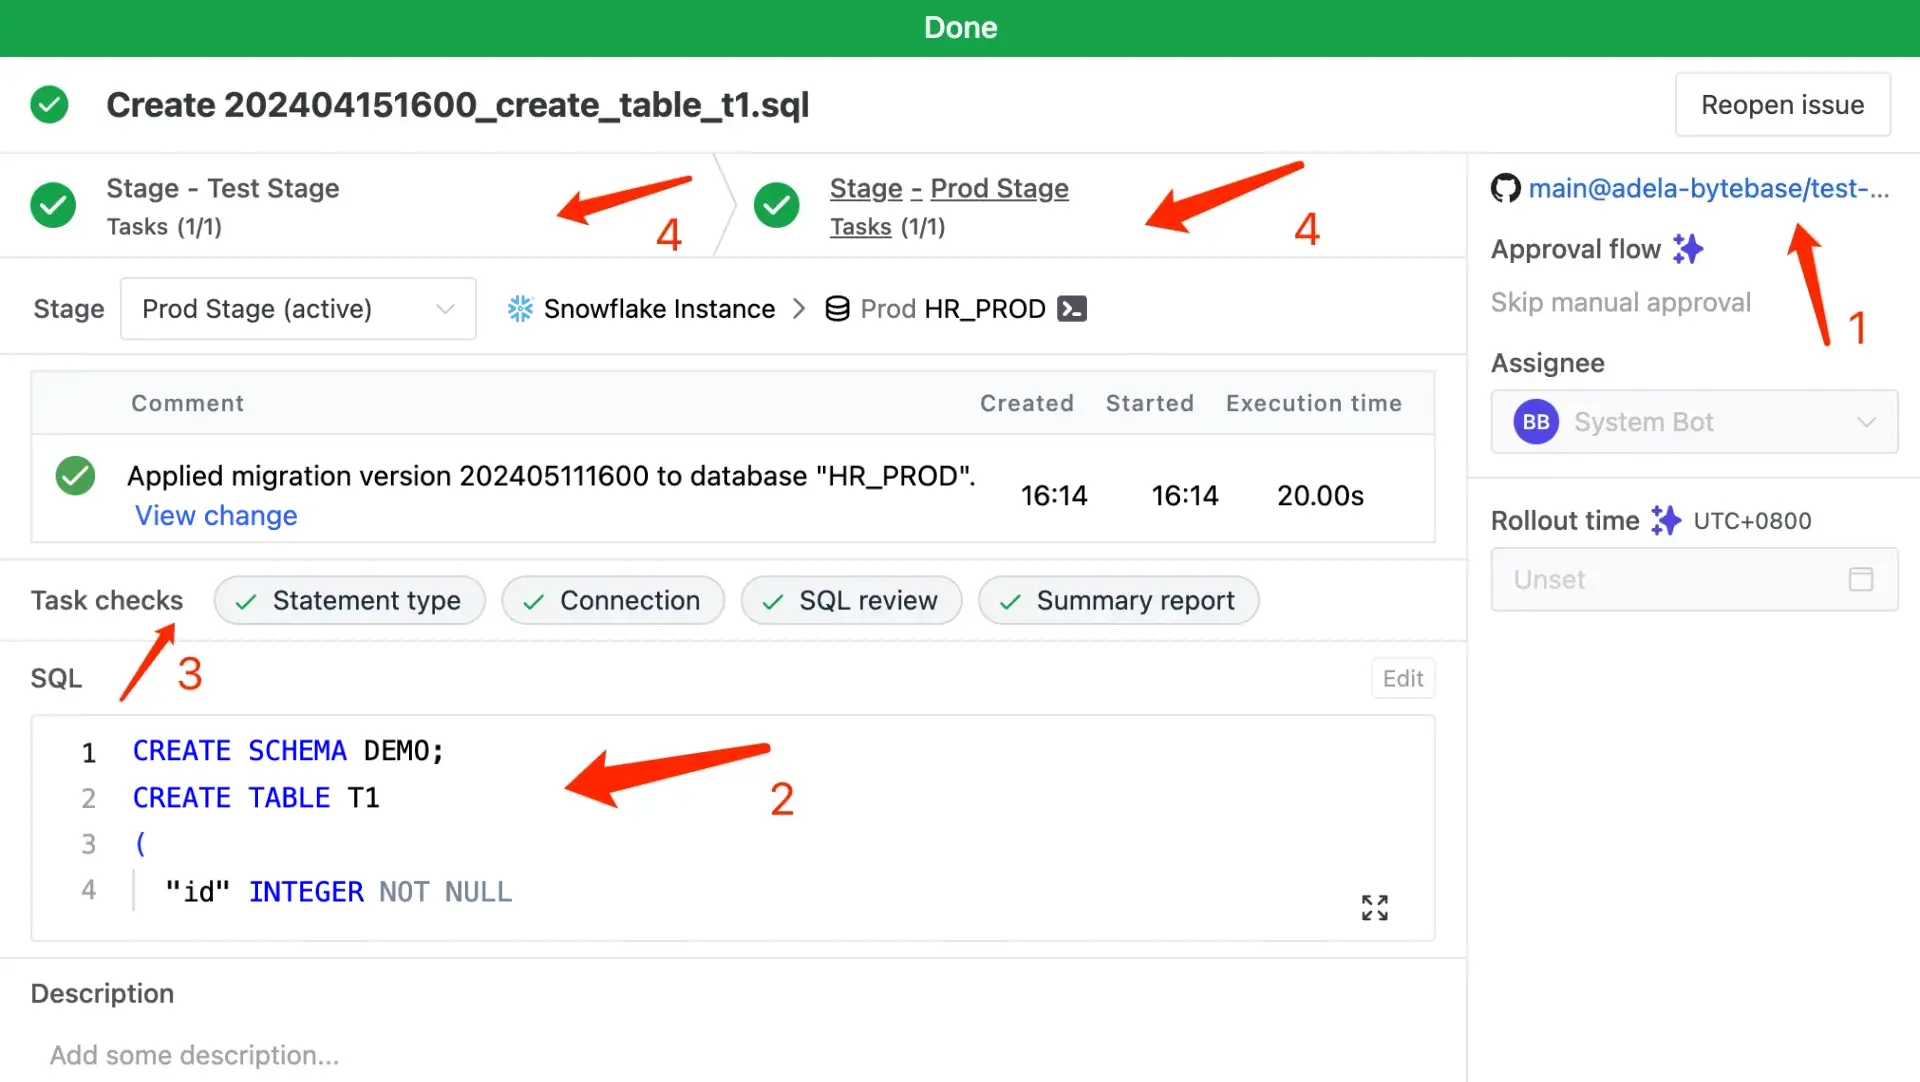 Done
Create 202404151600_create_table_t1.sql
Reopen issue
Stage - Test Stage
Tasks (1/1)
4
Stage - Prod Stage
Tasks (1/1)
4
main@adela-bytebase/test-...
Approval flow
Skip manual approval
1
Assignee
BB System Bot
Rollout time UTC+0800
Unset
Stage Prod Stage (active) Snowflake Instance > Prod HR_PROD
Comment Created Started Execution time
Applied migration version 202405111600 to database "HR_PROD". 16:14 16:14 20.00s
View change
Task checks Statement type Connection SQL review Summary report
3
SQL Edit
1 CREATE SCHEMA DEMO;
2 CREATE TABLE T1
3 (
4 "id" INTEGER NOT NULL
2
Description
Add some description...